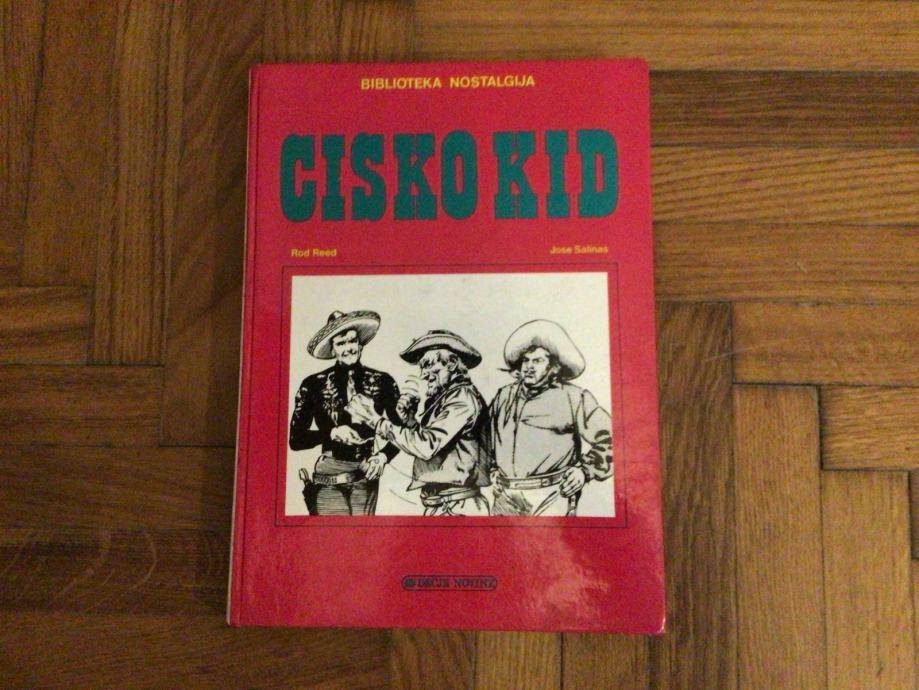 BIBLIOTEKA NOSTALGIJA
CISKO KID
Rod Reed
Jose Salinas
DEČJE NOVINE